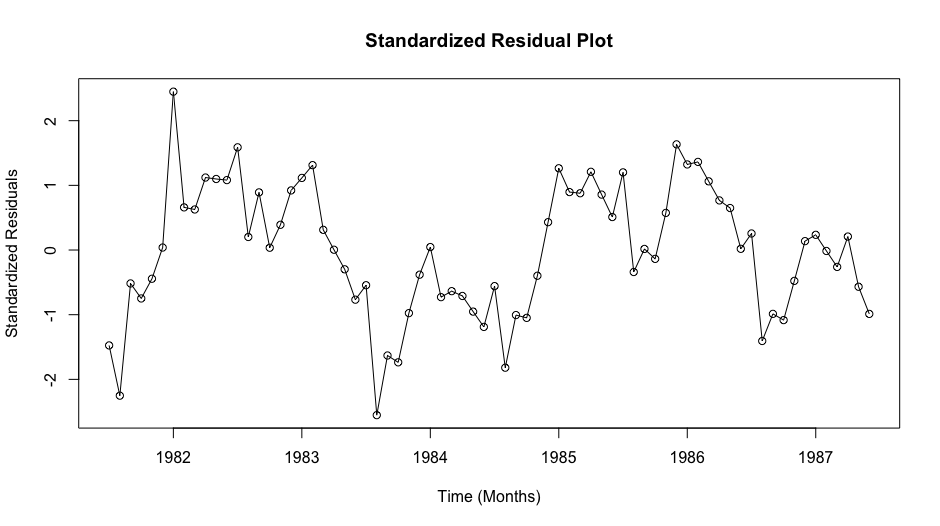 Standardized Residual Plot
Standardized Residuals
2
1
0
-1
-2
1982 1983 1984 1985 1986 1987
Time (Months)